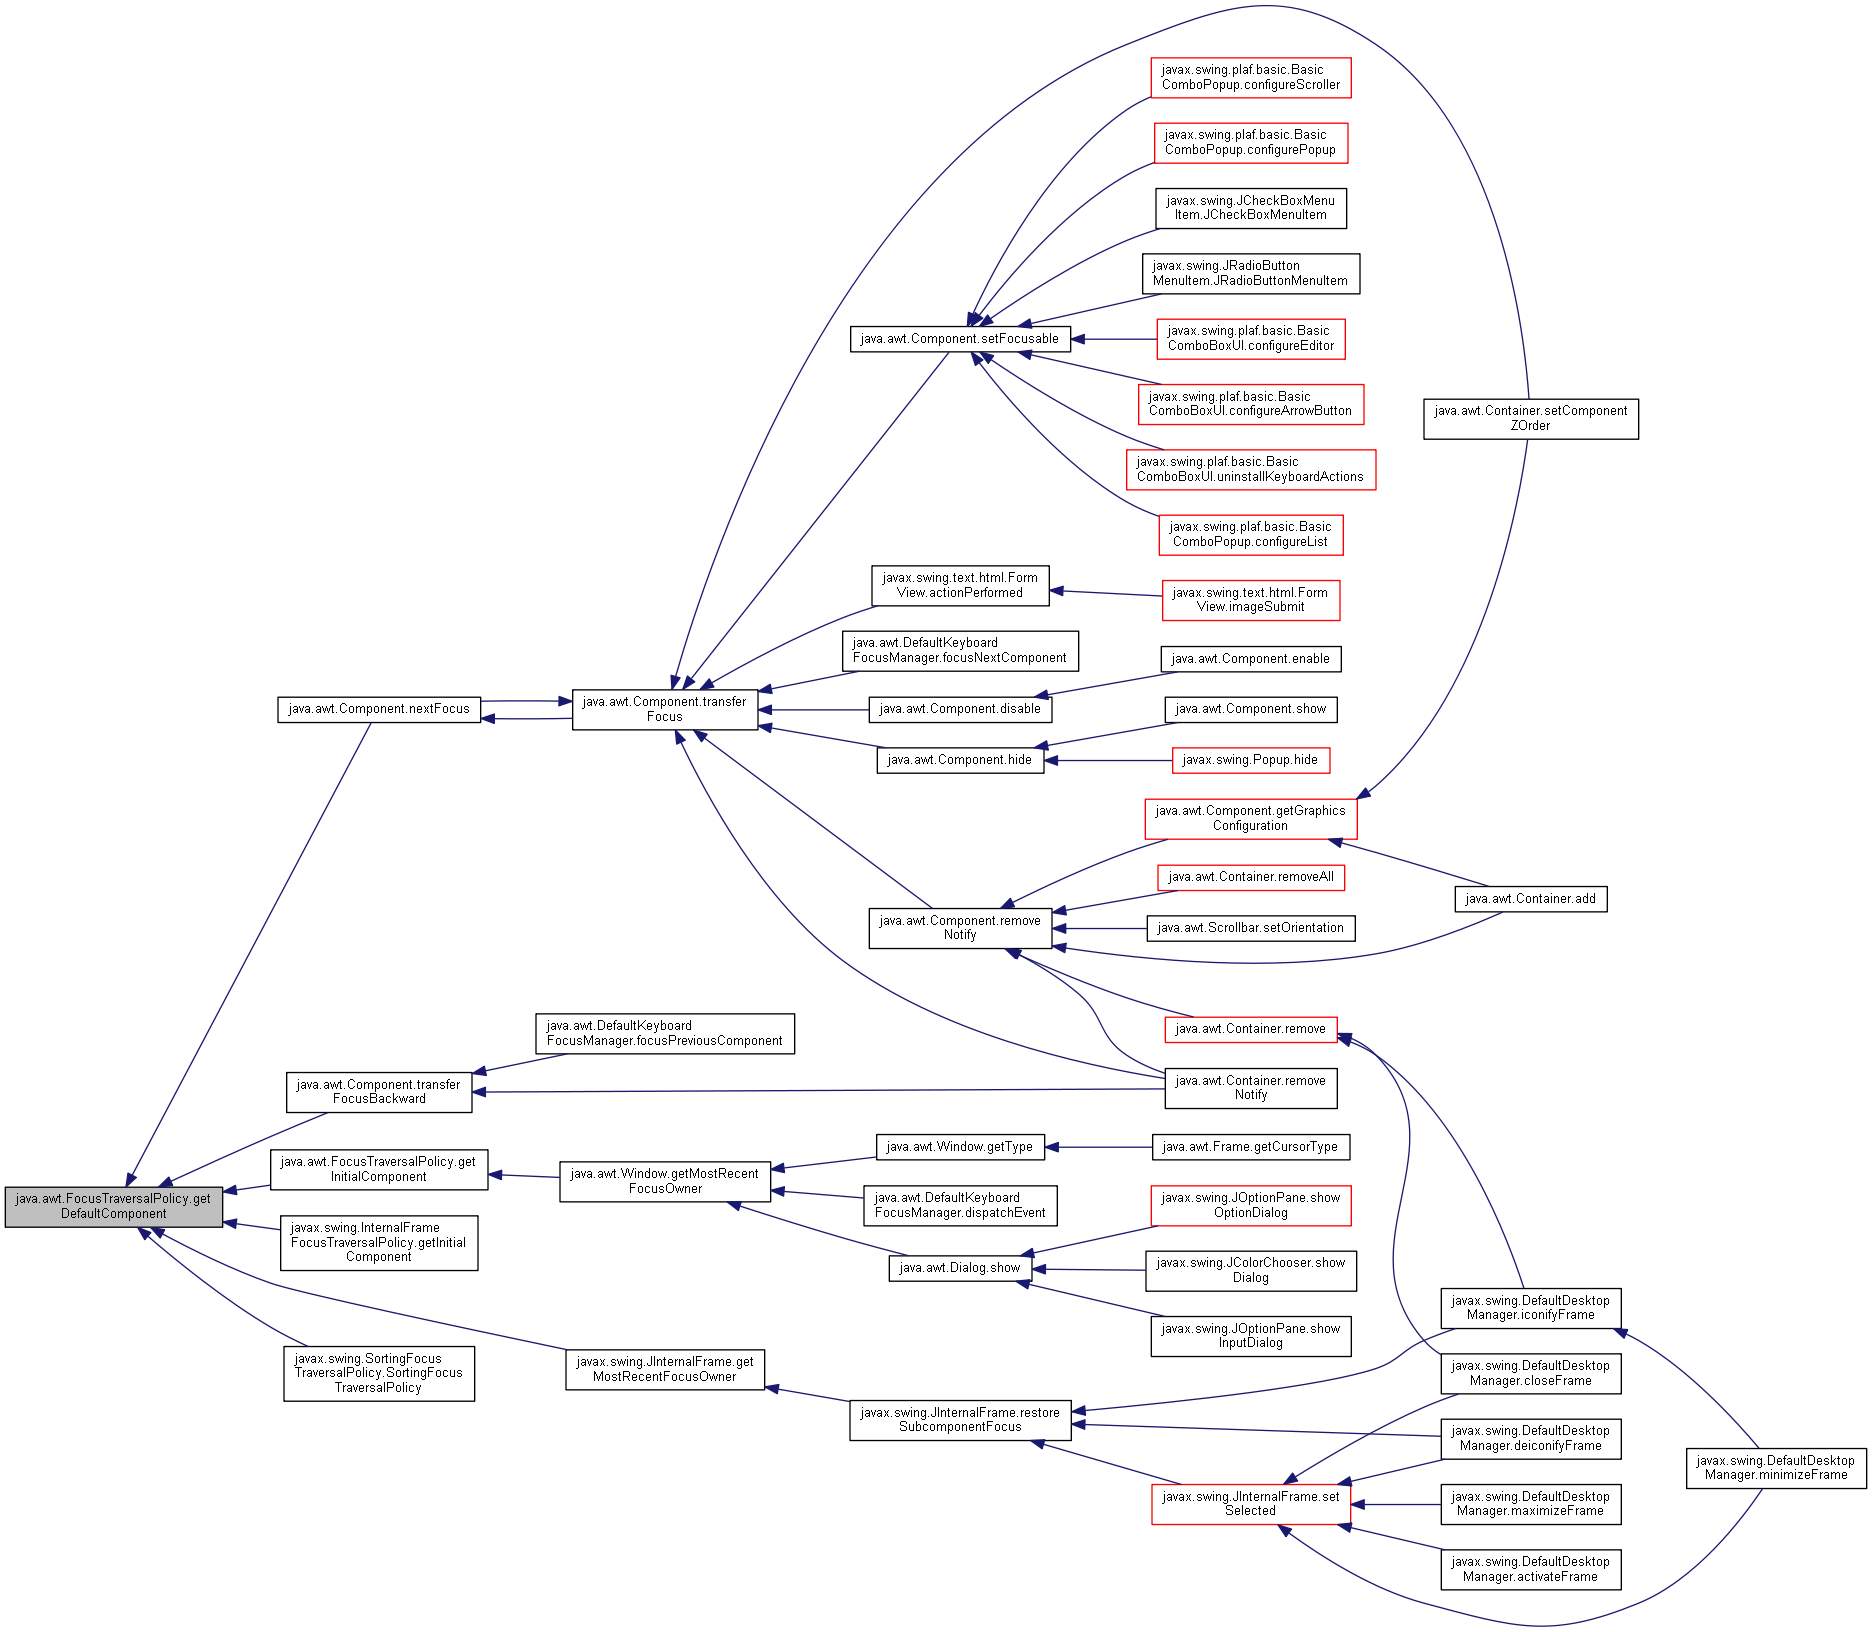 javax.swing.plaf.basic.Basic
ComboPopup.configureScroller
javax.swing.plaf.basic.Basic
ComboPopup.configurePopup
javax.swing.JCheckBoxMenu
Item.JCheckBoxMenuItem
javax.swing.JRadioButton
MenuItem.JRadioButtonMenuItem
java.awt.Component.setFocusable
javax.swing.plaf.basic.Basic
ComboBoxUI.configureEditor
javax.swing.plaf.basic.Basic
ComboBoxUI.configureArrowButton
java.awt.Container.setComponent
ZOrder
javax.swing.plaf.basic.Basic
ComboBoxUI.uninstallKeyboardActions
javax.swing.plaf.basic.Basic
ComboPopup.configureList
javax.swing.text.html.Form
View.actionPerformed
javax.swing.text.html.Form
View.imageSubmit
java.awt.DefaultKeyboard
FocusManager.focusNextComponent
java.awt.Component.enable
java.awt.Component.nextFocus
java.awt.Component.transfer
Focus
java.awt.Component.disable
java.awt.Component.show
java.awt.Component.hide
javax.swing.Popup.hide
java.awt.Component.getGraphics
Configuration
java.awt.Container.removeAll
java.awt.Container.add
java.awt.Component.remove
Notify
java.awt.Scrollbar.setOrientation
java.awt.Container.remove
java.awt.DefaultKeyboard
FocusManager.focusPreviousComponent
java.awt.Component.transfer
FocusBackward
java.awt.Container.remove
Notify
java.awt.Window.getType
java.awt.Frame.getCursorType
java.awt.FocusTraversalPolicy.get
InitialComponent
java.awt.Window.getMostRecent
FocusOwner
java.awt.FocusTraversalPolicy.get
DefaultComponent
java.awt.DefaultKeyboard
FocusManager.dispatchEvent
javax.swing.JOptionPane.show
OptionDialog
javax.swing.InternalFrame
FocusTraversalPolicy.getInitial
Component
java.awt.Dialog.show
javax.swing.JColorChooser.show
Dialog
javax.swing.JOptionPane.show
InputDialog
javax.swing.DefaultDesktop
Manager.iconifyFrame
javax.swing.SortingFocus
TraversalPolicy.SortingFocus
TraversalPolicy
javax.swing.JInternalFrame.get
MostRecentFocusOwner
javax.swing.DefaultDesktop
Manager.closeFrame
javax.swing.JInternalFrame.restore
SubcomponentFocus
javax.swing.DefaultDesktop
Manager.deiconifyFrame
javax.swing.DefaultDesktop
Manager.minimizeFrame
javax.swing.JInternalFrame.set
Selected
javax.swing.DefaultDesktop
Manager.maximizeFrame
javax.swing.DefaultDesktop
Manager.activateFrame